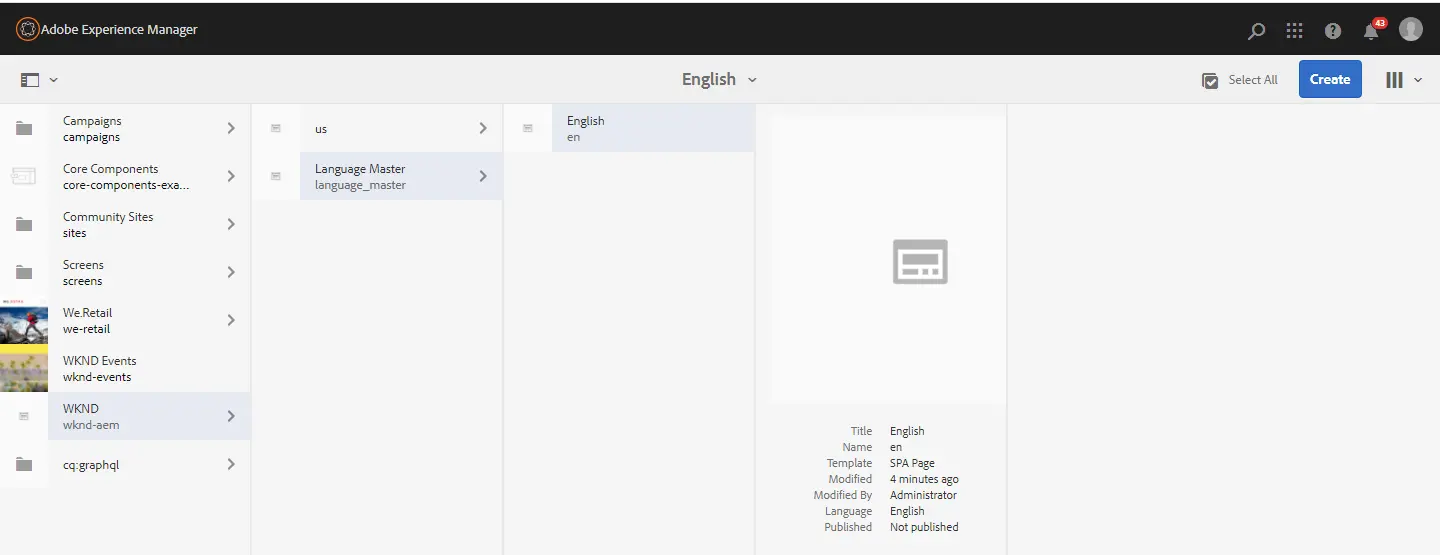 Adobe Experience Manager
43
English
Select All
Create
Campaigns
campaigns
Core Components
core-components-exa...
Community Sites
sites
Screens
screens
We.Retail
we-retail
WKND Events
wknd-events
WKND
wknd-aem
cq:graphql
us
Language Master
language_master
English
en
Title English
Name en
Template SPA Page
Modified 4 minutes ago
Modified By Administrator
Language English
Published Not published